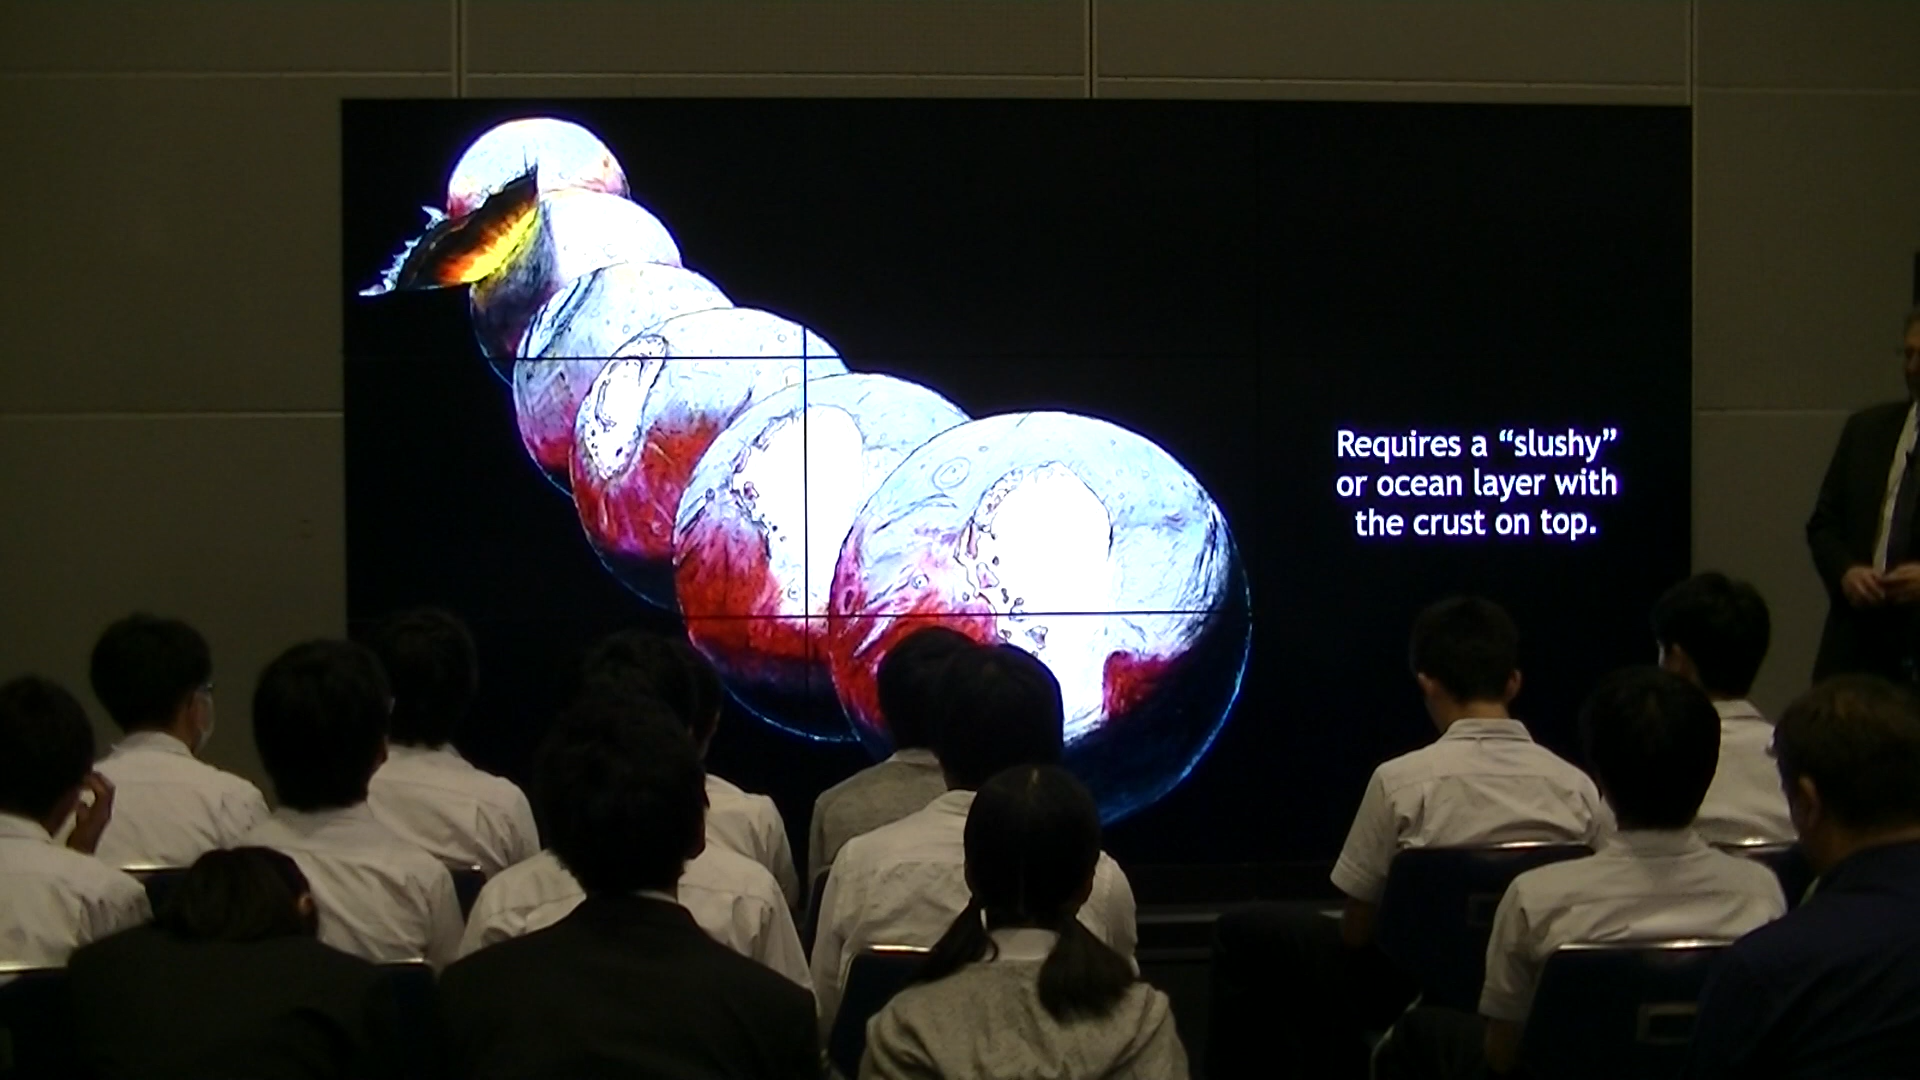 Requires a “slushy”
or ocean layer with
the crust on top.